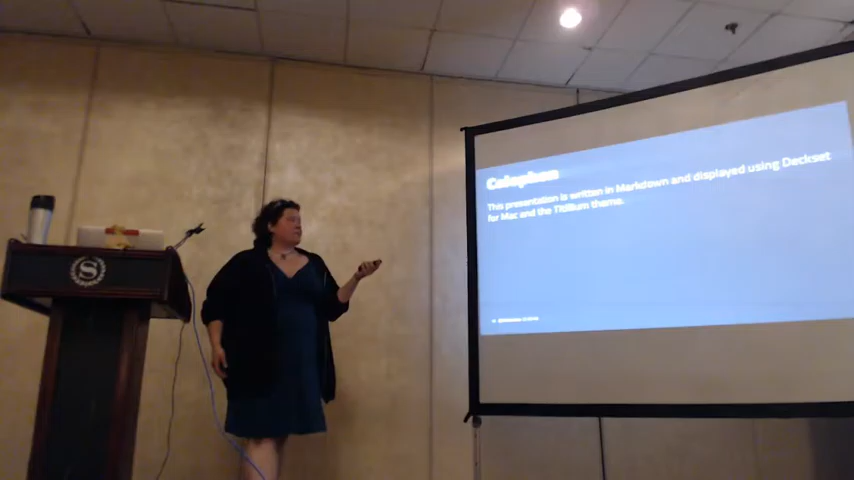 Colophon
This presentation is written in Markdown and displayed using Deckset
for Mac and the Titillium theme.
S